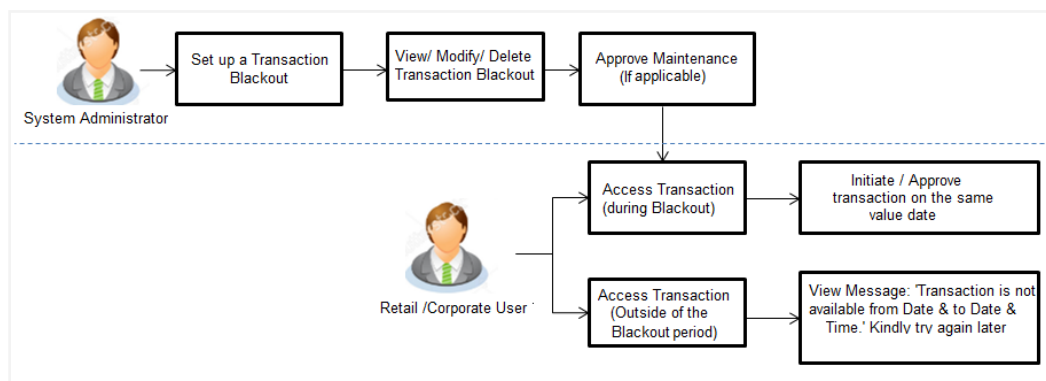 Set up a Transaction
Blackout
View/ Modify/ Delete
Transaction Blackout
Approve Maintenance
(If applicable)
System Administrator
Access Transaction
(during Blackout)
Initiate / Approve
transaction on the same
value date
Retail /Corporate User
Access Transaction
(Outside of the
Blackout period)
View Message: 'Transaction is not
available from Date & to Date &
Time.' Kindly try again later